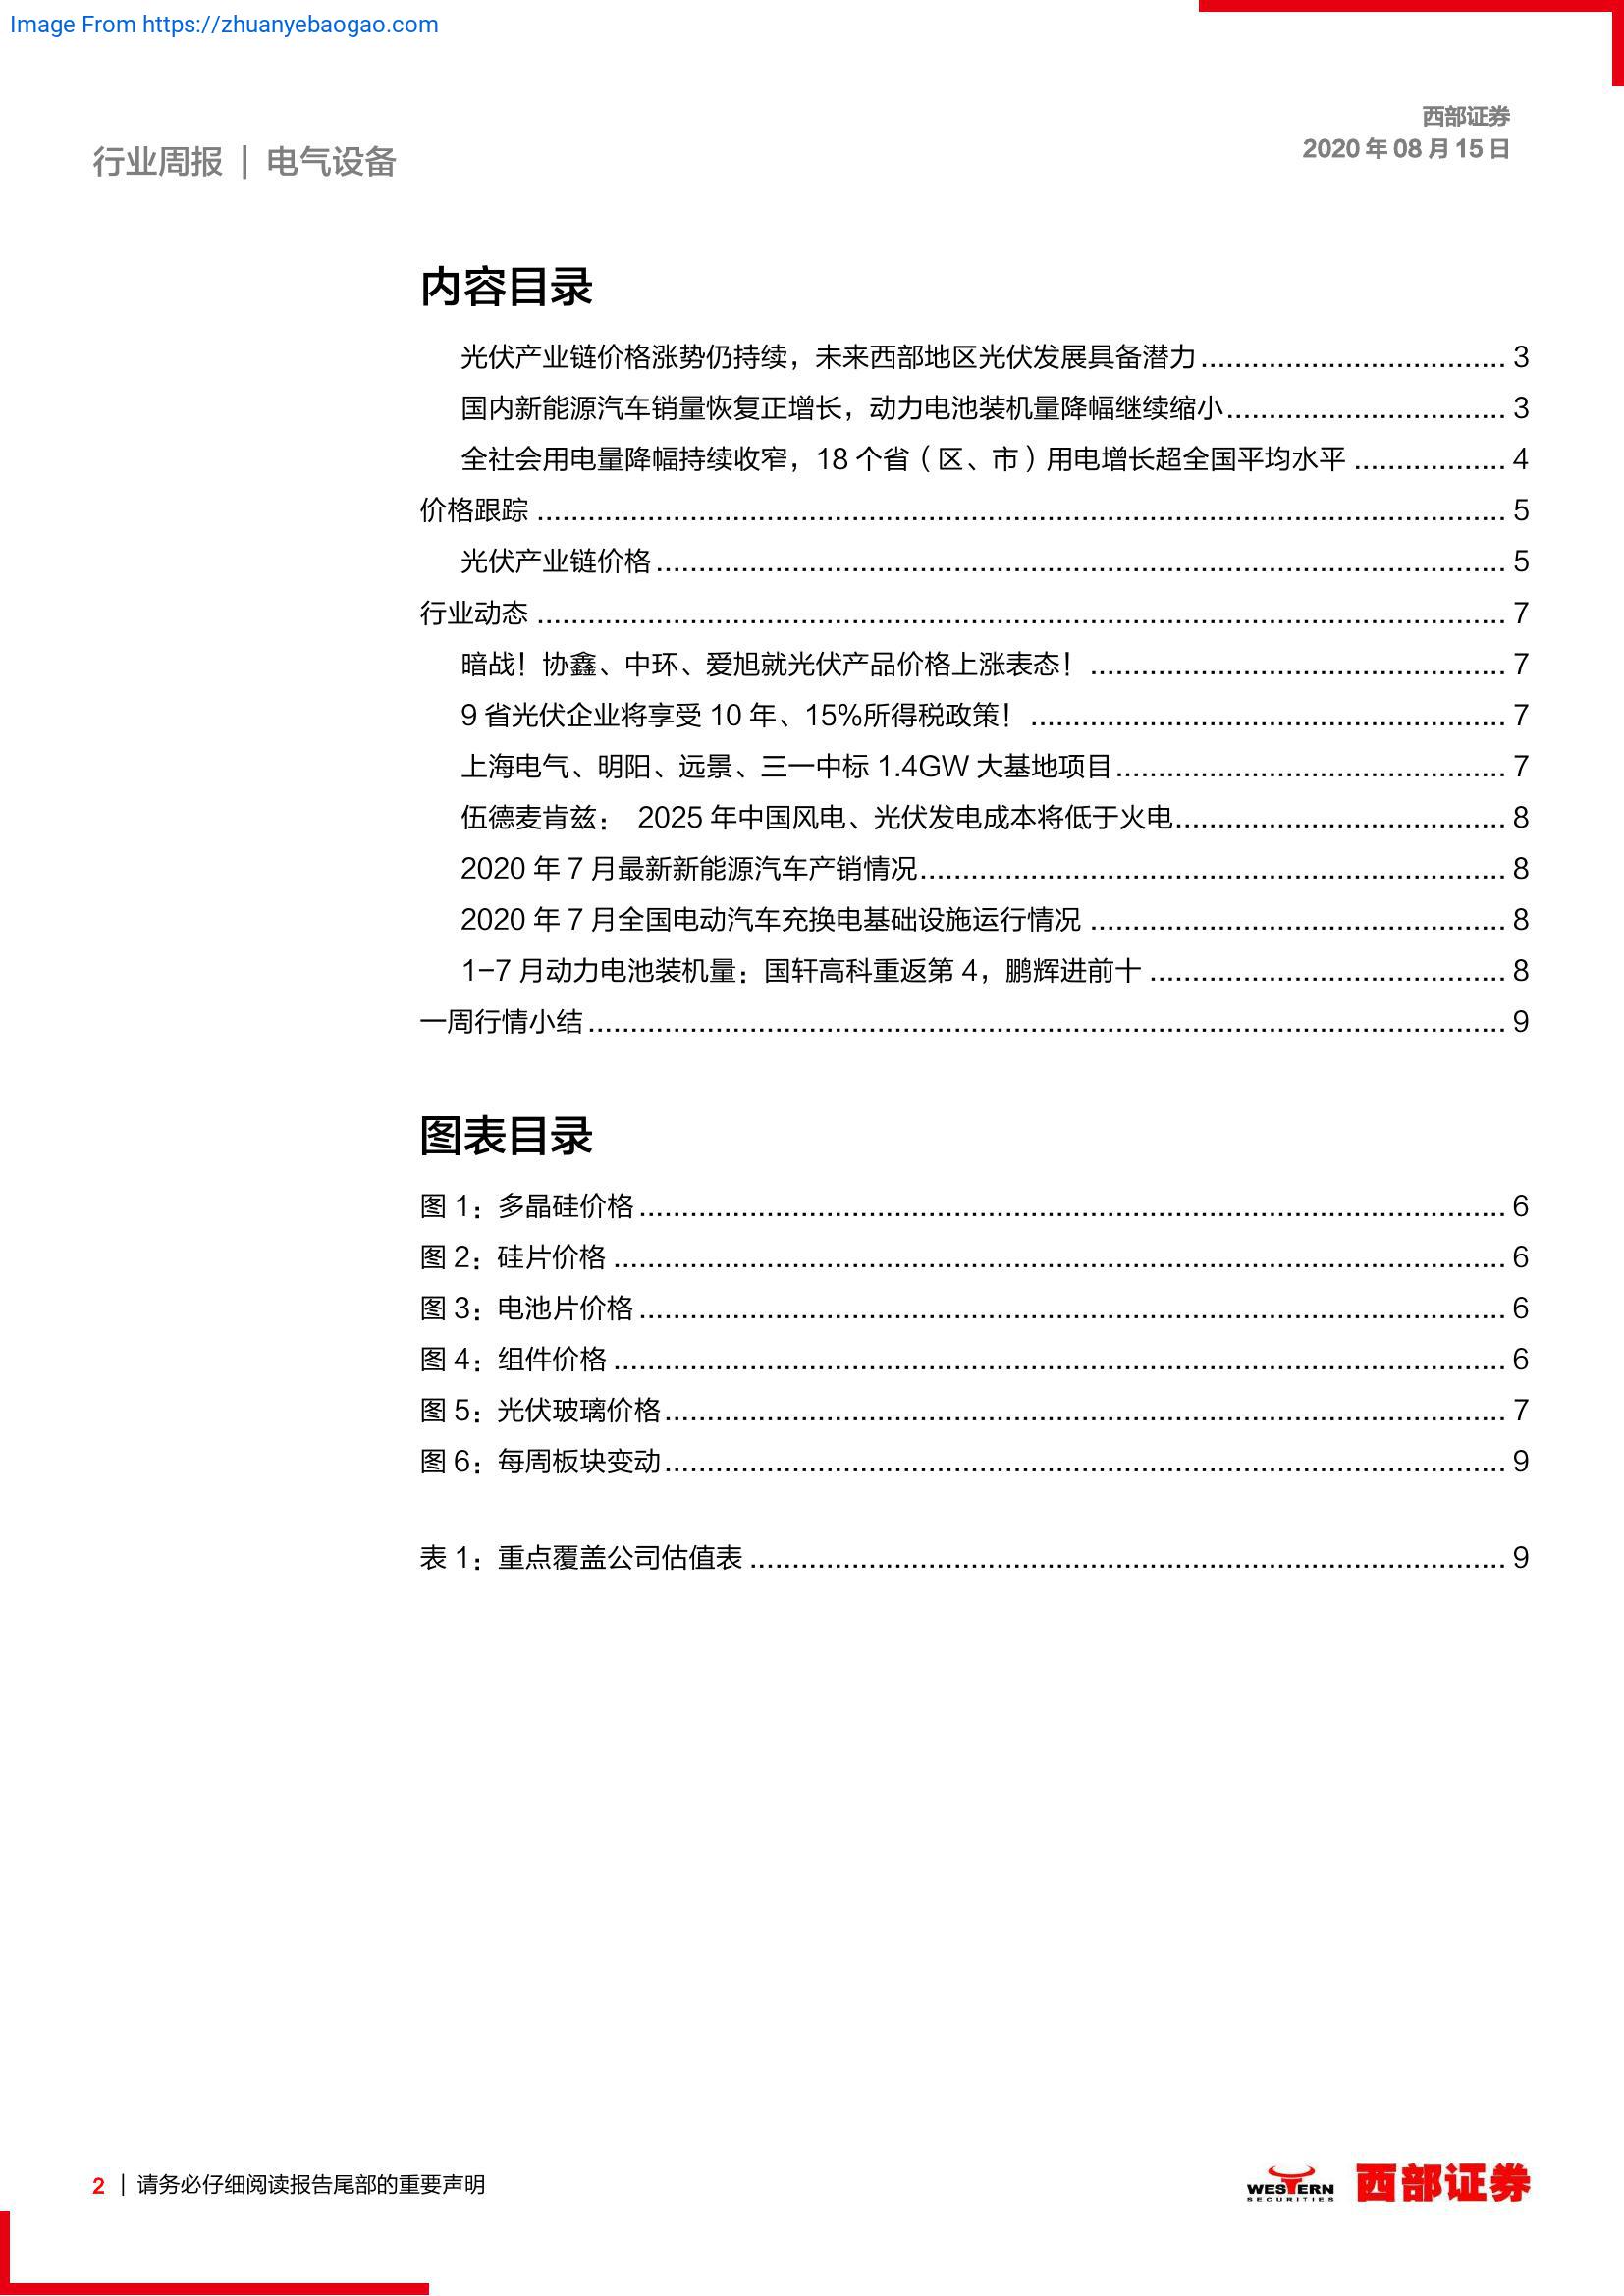 Image From https://zhuanyebaogao.com
西部证券
2020 年 08 月 15 日
行业周报 | 电气设备
内容目录
光伏产业链价格涨势仍持续，未来西部地区光伏发展具备潜力 3
国内新能源汽车销量恢复正增长，动力电池装机量降幅继续缩小 3
全社会用电量降幅持续收窄，18 个省（区、市）用电增长超全国平均水平 4
价格跟踪 5
光伏产业链价格 5
行业动态 7
暗战！协鑫、中环、爱旭就光伏产品价格上涨表态！ 7
9 省光伏企业将享受 10 年、15%所得税政策！ 7
上海电气、明阳、远景、三一中标 1.4GW 大基地项目 7
伍德麦肯兹： 2025 年中国风电、光伏发电成本将低于火电 8
2020 年 7 月最新新能源汽车产销情况 8
2020 年 7 月全国电动汽车充换电基础设施运行情况 8
1-7 月动力电池装机量：国轩高科重返第 4，鹏辉进前十 8
一周行情小结 9
图表目录
图 1：多晶硅价格 6
图 2：硅片价格 6
图 3：电池片价格 6
图 4：组件价格 6
图 5：光伏玻璃价格 7
图 6：每周板块变动 9
表 1：重点覆盖公司估值表 9
2 | 请务必仔细阅读报告尾部的重要声明
WESTERN
SECURITIES
西部证券